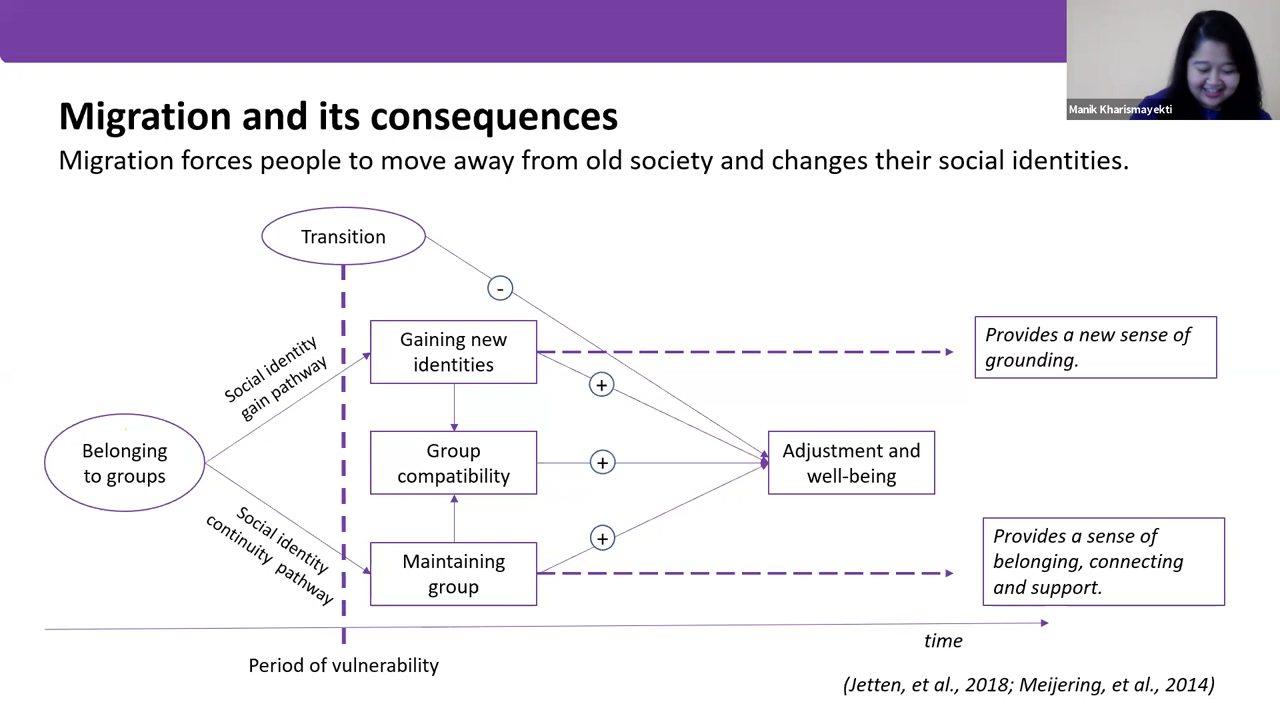 Manik Kharismayekti
Migration and its consequences
Migration forces people to move away from old society and changes their social identities.
Transition
-
Gaining new
identities
Provides a new sense of
grounding.
Social identity
gain pathway
+
Belonging
to groups
Group
compatibility
+
Adjustment and
well-being
Social identity
continuity pathway
+
Maintaining
group
Provides a sense of
belonging, connecting
and support.
time
Period of vulnerability
(Jetten, et al., 2018; Meijering, et al., 2014)